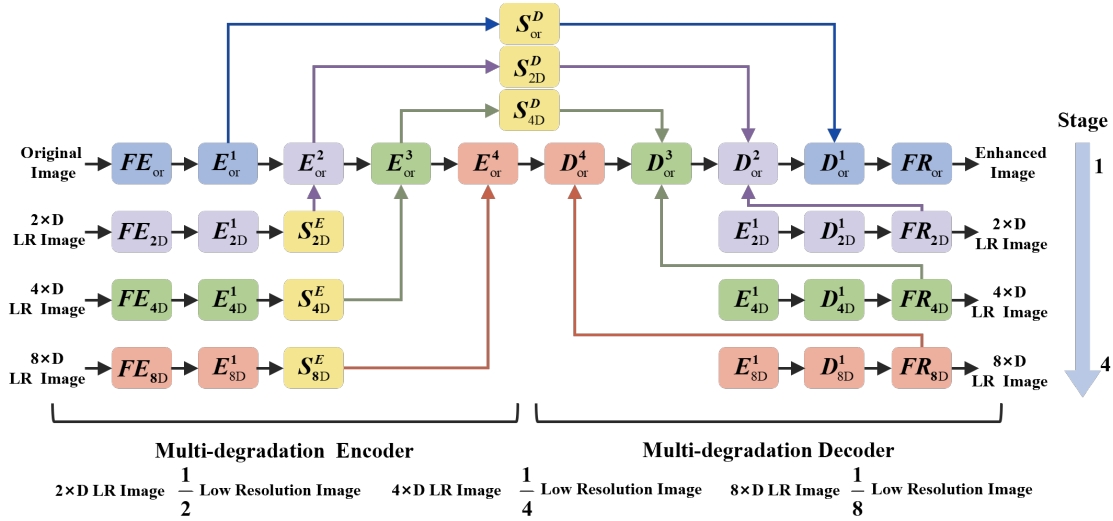 S^D_or
S^D_2D
S^D_4D
Stage
Original Image FE_or E^1_or E^2_or E^3_or E^4_or D^4_or D^3_or D^2_or D^1_or FR_or Enhanced Image 1
2×D LR Image FE_2D E^1_2D S^E_2D E^1_2D D^1_2D FR_2D 2×D LR Image
4×D LR Image FE_4D E^1_4D S^E_4D E^1_4D D^1_4D FR_4D 4×D LR Image
8×D LR Image FE_8D E^1_8D S^E_8D E^1_8D D^1_8D FR_8D 8×D LR Image 4
Multi-degradation Encoder Multi-degradation Decoder
2×D LR Image 1/2 Low Resolution Image 4×D LR Image 1/4 Low Resolution Image 8×D LR Image 1/8 Low Resolution Image